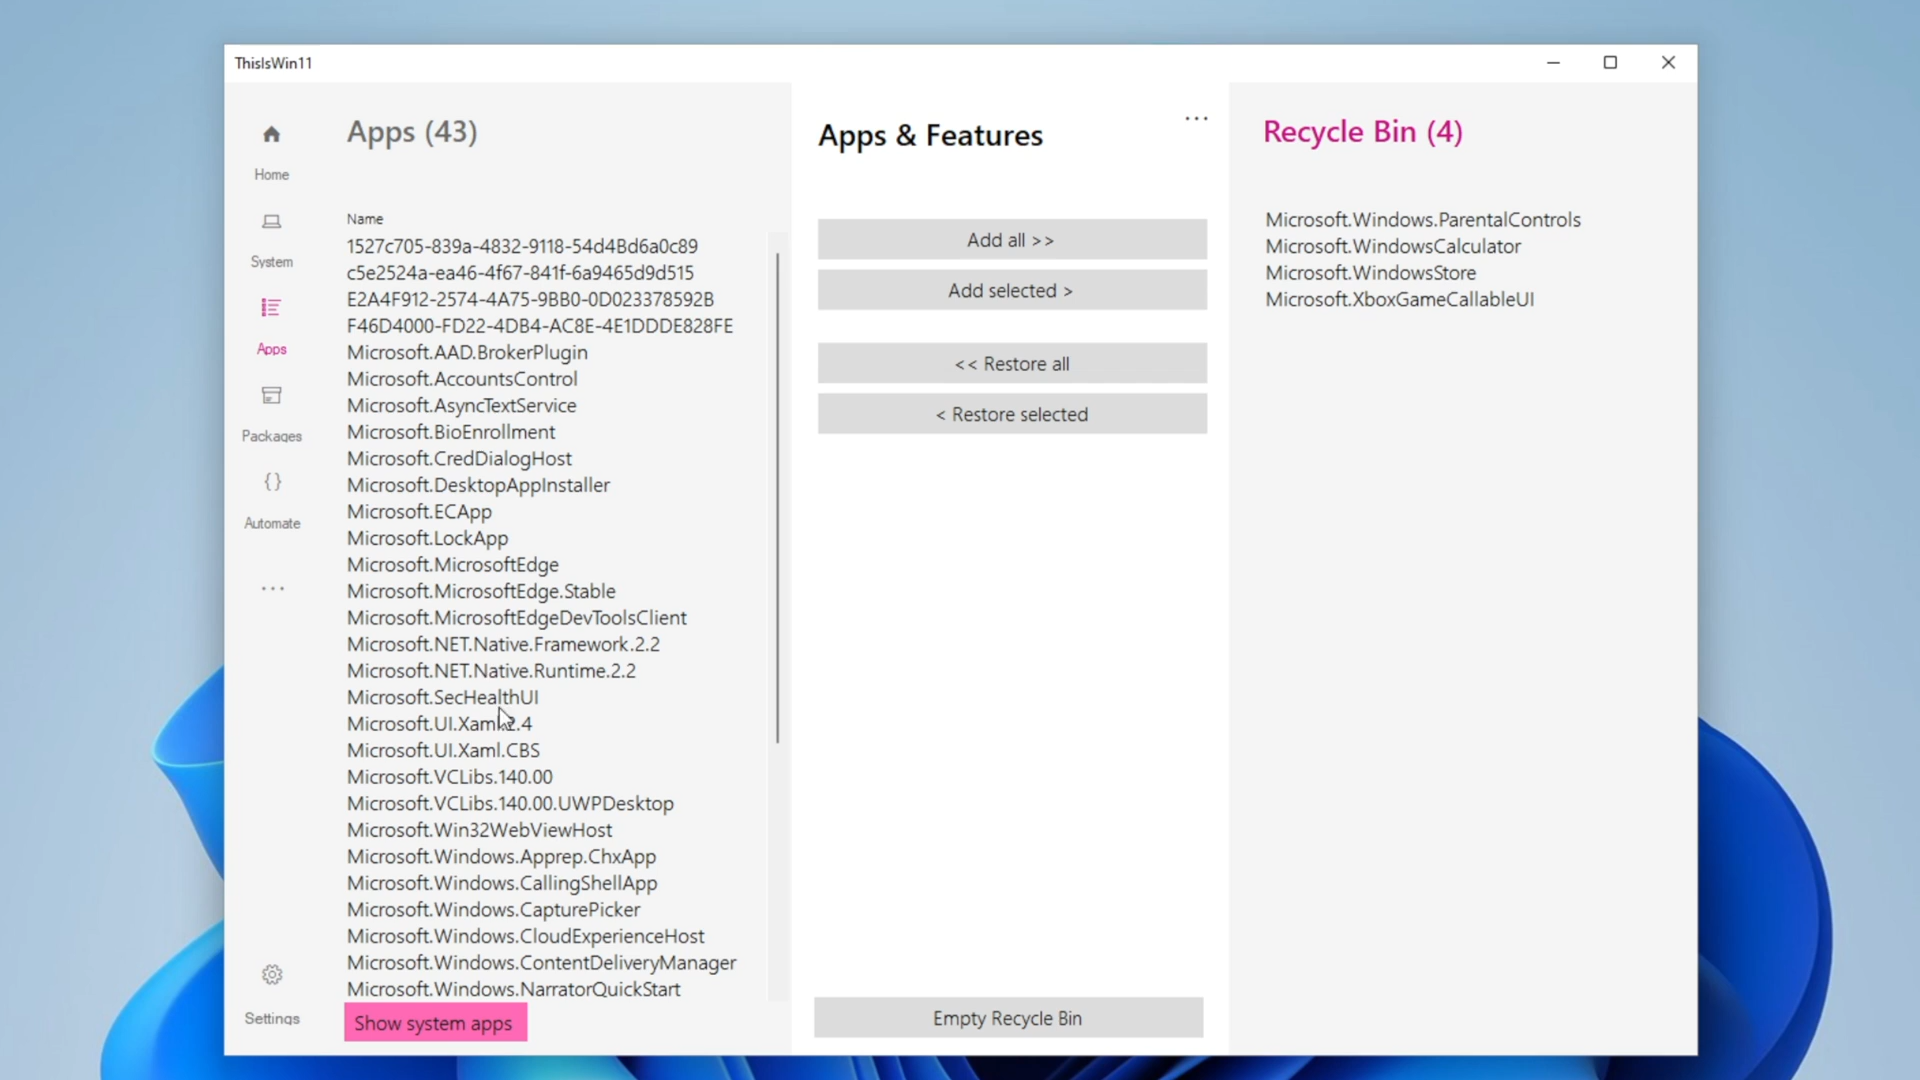 ThisIsWin11
Home
System
Apps
Packages
Automate
...
Settings
Apps (43)
Name
1527c705-839a-4832-9118-54d4Bd6a0c89
c5e2524a-ea46-4f67-841f-6a9465d9d515
E2A4F912-2574-4A75-9BB0-0D023378592B
F46D4000-FD22-4DB4-AC8E-4E1DDDE828FE
Microsoft.AAD.BrokerPlugin
Microsoft.AccountsControl
Microsoft.AsyncTextService
Microsoft.BioEnrollment
Microsoft.CredDialogHost
Microsoft.DesktopAppInstaller
Microsoft.ECApp
Microsoft.LockApp
Microsoft.MicrosoftEdge
Microsoft.MicrosoftEdge.Stable
Microsoft.MicrosoftEdgeDevToolsClient
Microsoft.NET.Native.Framework.2.2
Microsoft.NET.Native.Runtime.2.2
Microsoft.SecHealthUI
Microsoft.UI.Xaml.2.4
Microsoft.UI.Xaml.CBS
Microsoft.VCLibs.140.00
Microsoft.VCLibs.140.00.UWPDesktop
Microsoft.Win32WebViewHost
Microsoft.Windows.Apprep.ChxApp
Microsoft.Windows.CallingShellApp
Microsoft.Windows.CapturePicker
Microsoft.Windows.CloudExperienceHost
Microsoft.Windows.ContentDeliveryManager
Microsoft.Windows.NarratorQuickStart
Show system apps
Apps & Features
...
Add all >>
Add selected >
<< Restore all
< Restore selected
Empty Recycle Bin
Recycle Bin (4)
Microsoft.Windows.ParentalControls
Microsoft.WindowsCalculator
Microsoft.WindowsStore
Microsoft.XboxGameCallableUI